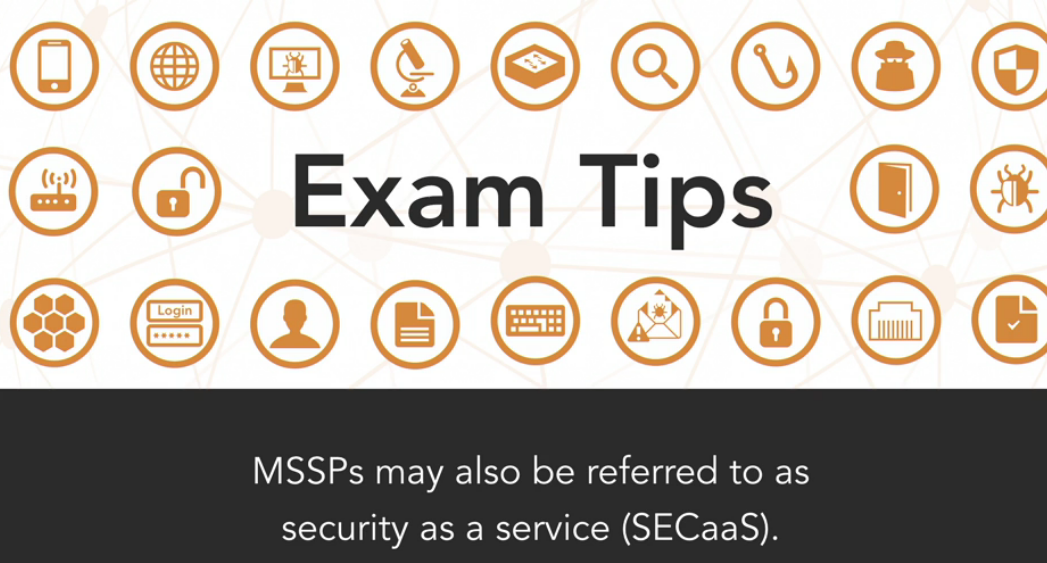 Exam Tips
Login
MSSPs may also be referred to as
security as a service (SECaaS).